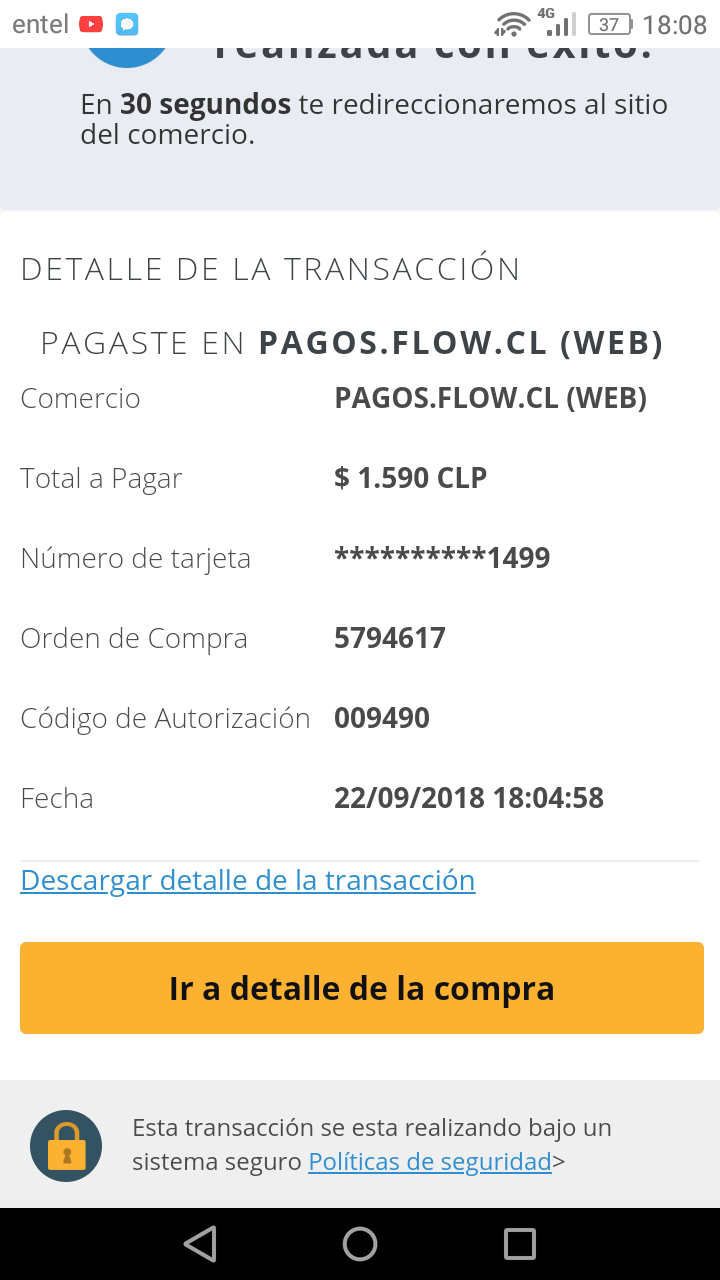 entel 4G 37 18:08
realizada con éxito.
En 30 segundos te redireccionaremos al sitio
del comercio.
DETALLE DE LA TRANSACCIÓN
PAGASTE EN PAGOS.FLOW.CL (WEB)
Comercio PAGOS.FLOW.CL (WEB)
Total a Pagar $ 1.590 CLP
Número de tarjeta **********1499
Orden de Compra 5794617
Código de Autorización 009490
Fecha 22/09/2018 18:04:58
Descargar detalle de la transacción
Ir a detalle de la compra
Esta transacción se esta realizando bajo un
sistema seguro Políticas de seguridad>